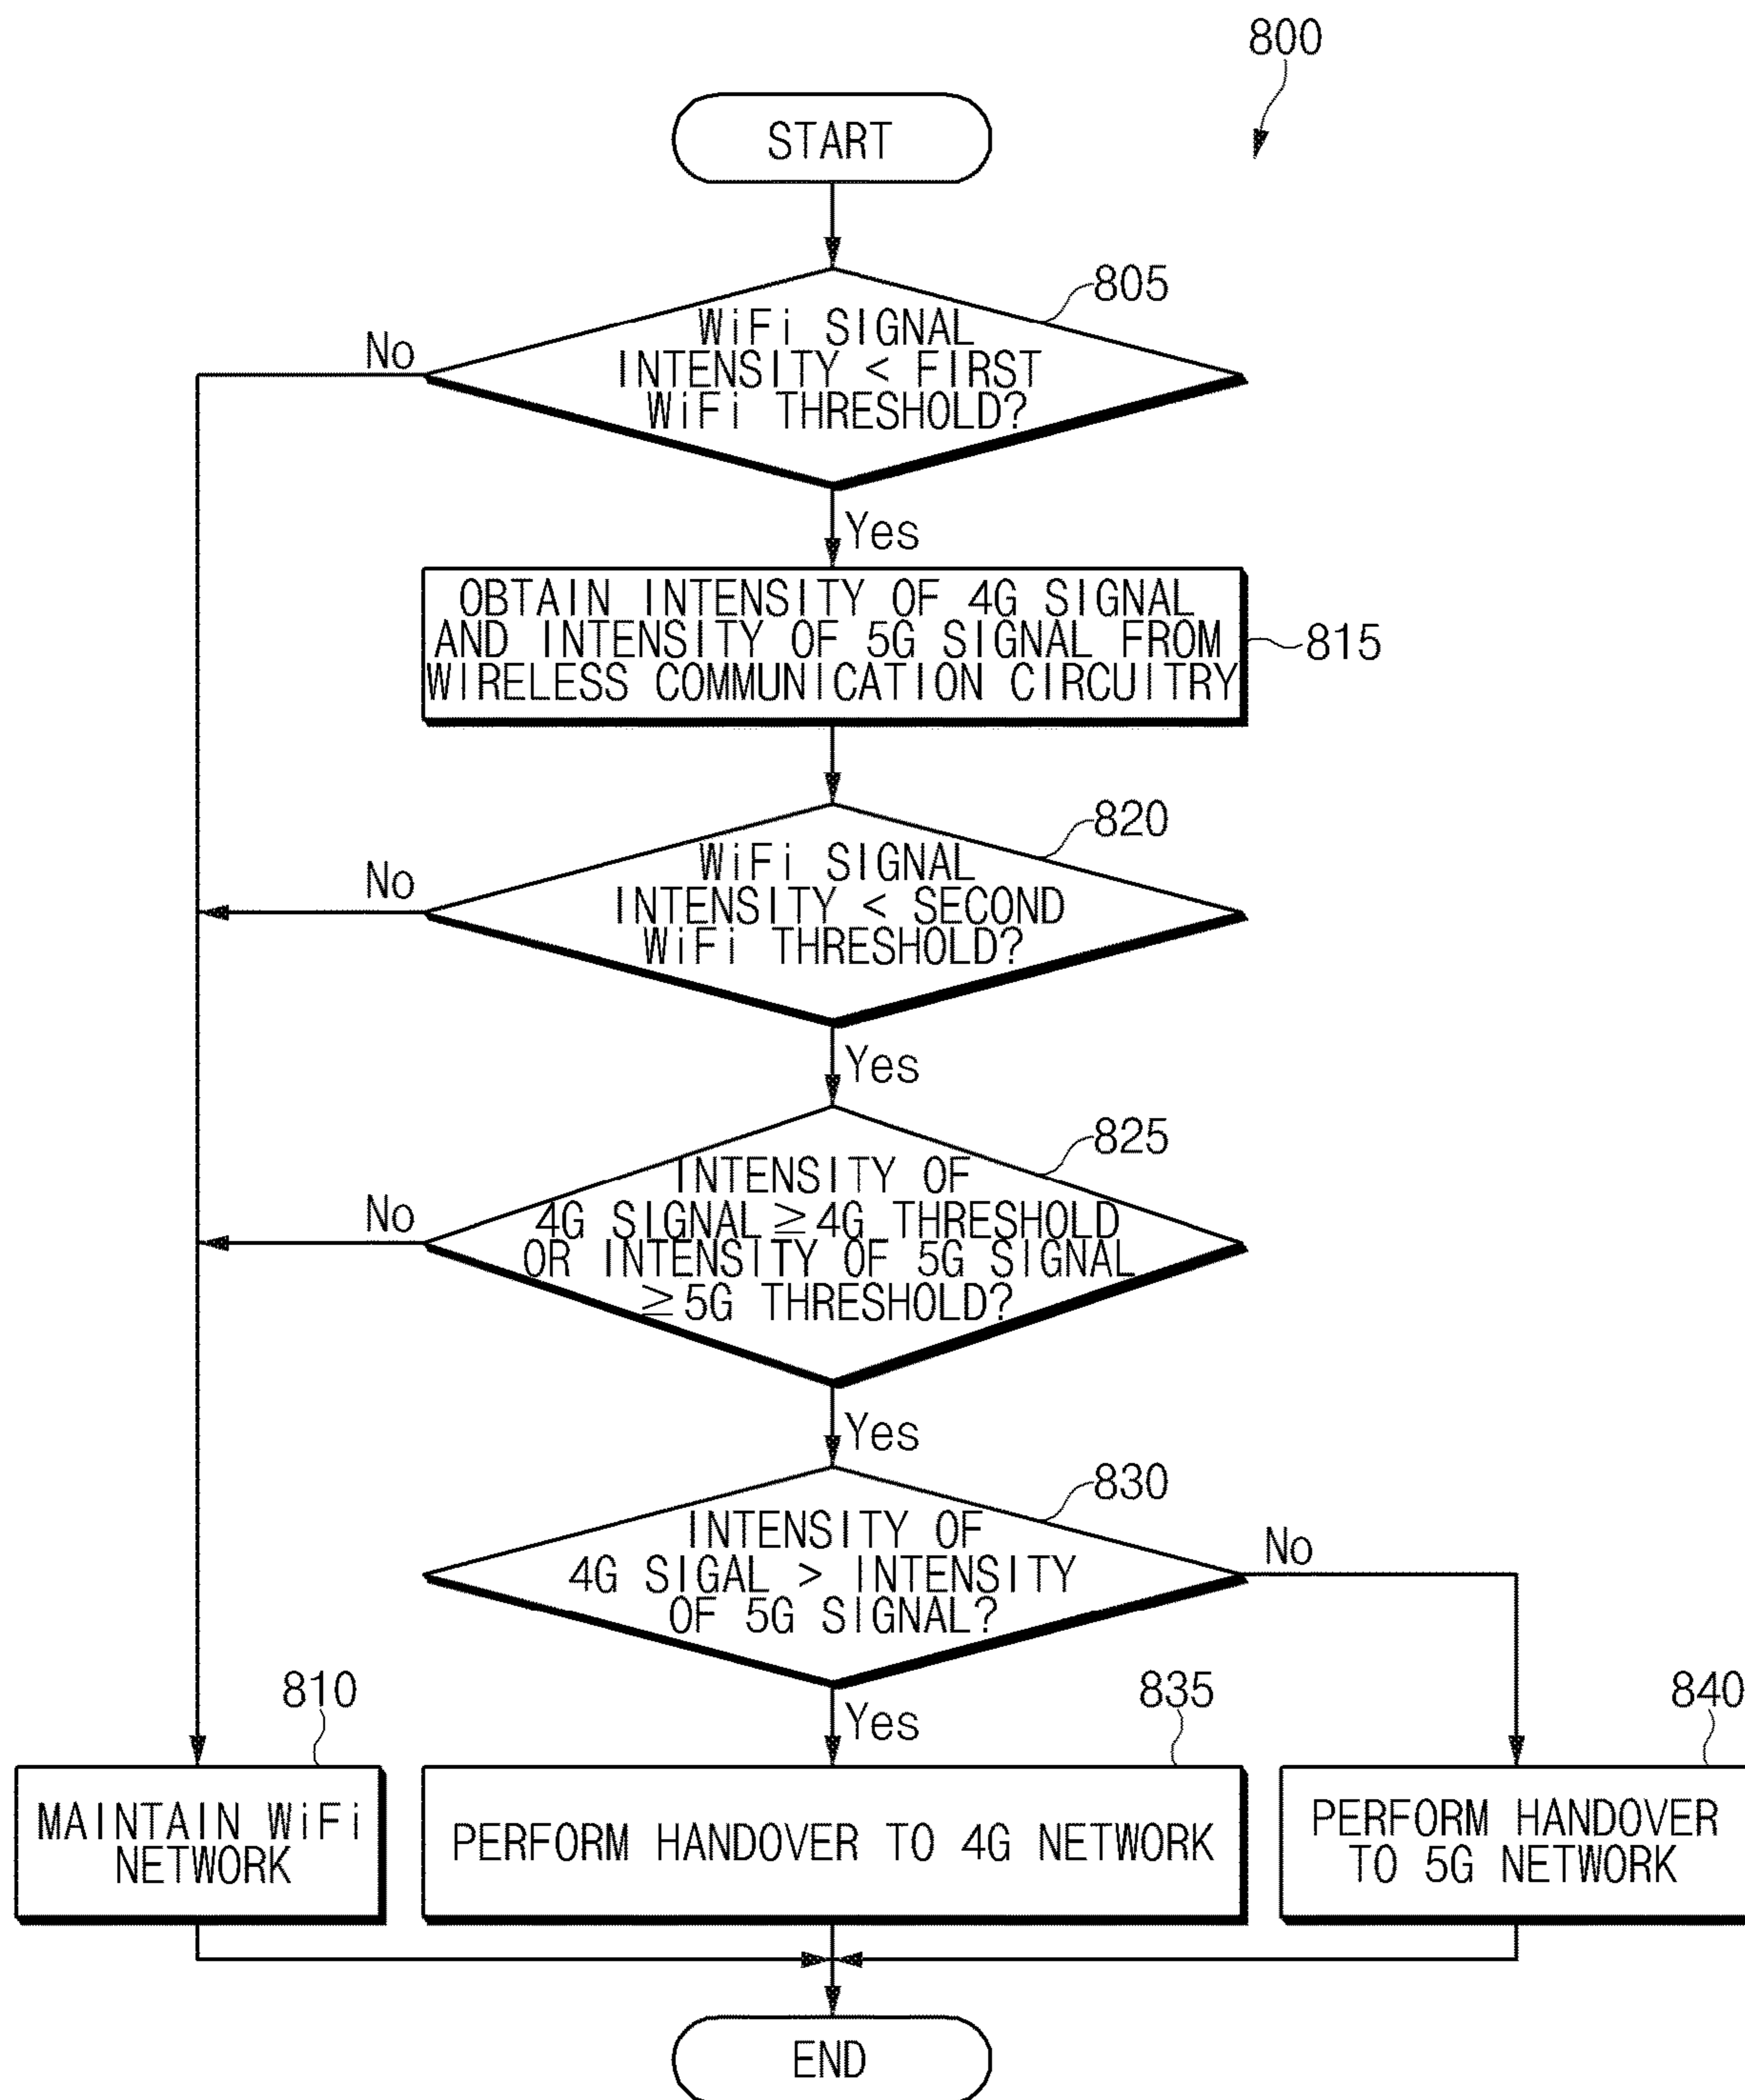 800
START
805
WiFi SIGNAL
INTENSITY < FIRST
WiFi THRESHOLD?
No
Yes
OBTAIN INTENSITY OF 4G SIGNAL
AND INTENSITY OF 5G SIGNAL FROM
WIRELESS COMMUNICATION CIRCUITRY
815
820
WiFi SIGNAL
INTENSITY < SECOND
WiFi THRESHOLD?
No
Yes
825
INTENSITY OF
4G SIGNAL ≧ 4G THRESHOLD
OR INTENSITY OF 5G SIGNAL
≧ 5G THRESHOLD?
No
Yes
830
INTENSITY OF
4G SIGAL > INTENSITY
OF 5G SIGNAL?
No
Yes
810
MAINTAIN WiFi
NETWORK
835
PERFORM HANDOVER TO 4G NETWORK
840
PERFORM HANDOVER
TO 5G NETWORK
END